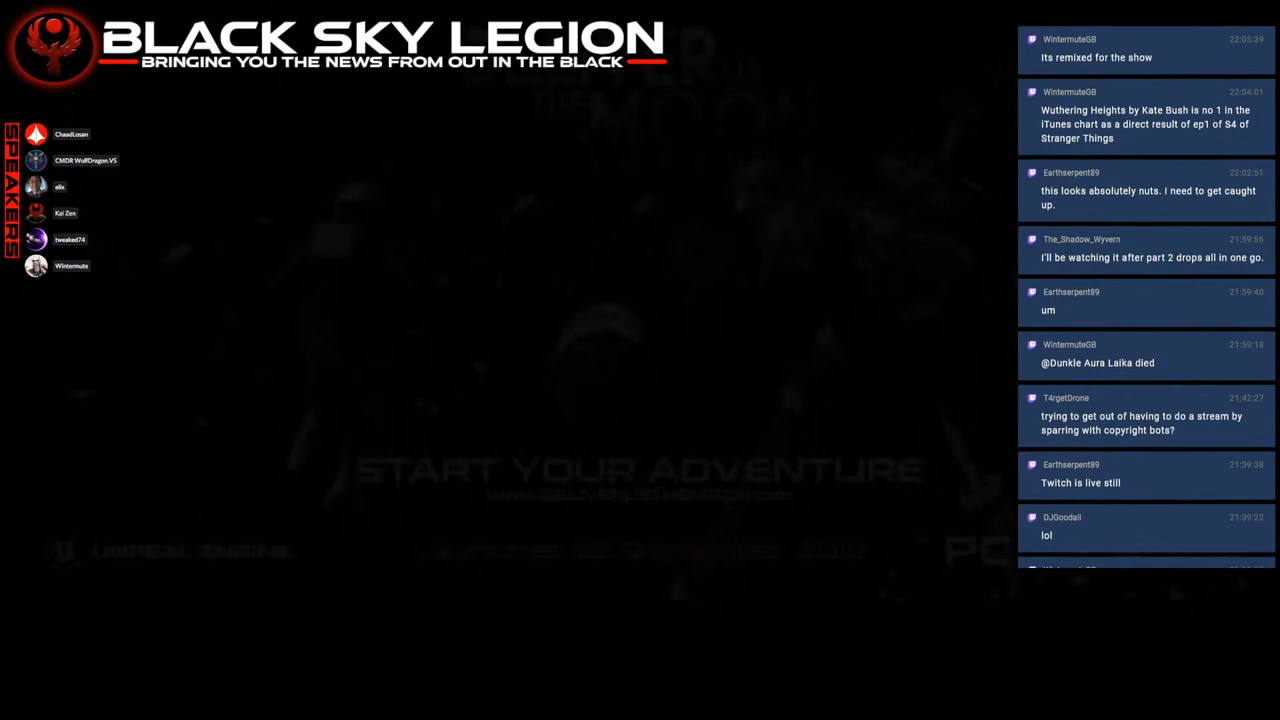 BLACK SKY LEGION
BRINGING YOU THE NEWS FROM OUT IN THE BLACK
SPEAKERS
ChaadLosan
CMDR WolfDragon.VS
elix
Kai Zen
tweaked74
Wintermute
THE MOON
START YOUR ADVENTURE
UNREAL ENGINE
WintermuteGB 22:05:39
Its remixed for the show
WintermuteGB 22:04:01
Wuthering Heights by Kate Bush is no 1 in the
iTunes chart as a direct result of ep1 of S4 of
Stranger Things
Earthserpent89 22:02:51
this looks absolutely nuts. I need to get caught
up.
The_Shadow_Wyvern 21:59:56
I'll be watching it after part 2 drops all in one go.
Earthserpent89 21:59:40
um
WintermuteGB 21:59:18
@Dunkle Aura Laika died
T4rgetDrone 21:42:27
trying to get out of having to do a stream by
sparring with copyright bots?
Earthserpent89 21:39:38
Twitch is live still
DJGoodall 21:39:22
lol